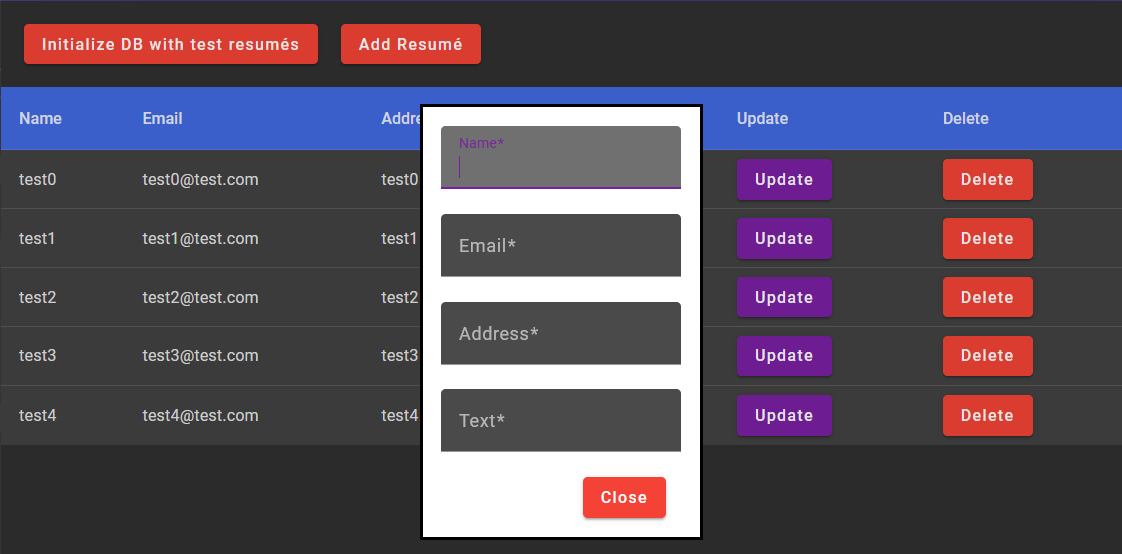 Initialize DB with test resumés Add Resumé
Name Email Addre Update Delete
test0 test0@test.com test0 Update Delete
test1 test1@test.com test1 Update Delete
test2 test2@test.com test2 Update Delete
test3 test3@test.com test3 Update Delete
test4 test4@test.com test4 Update Delete
Name*
Email*
Address*
Text*
Close